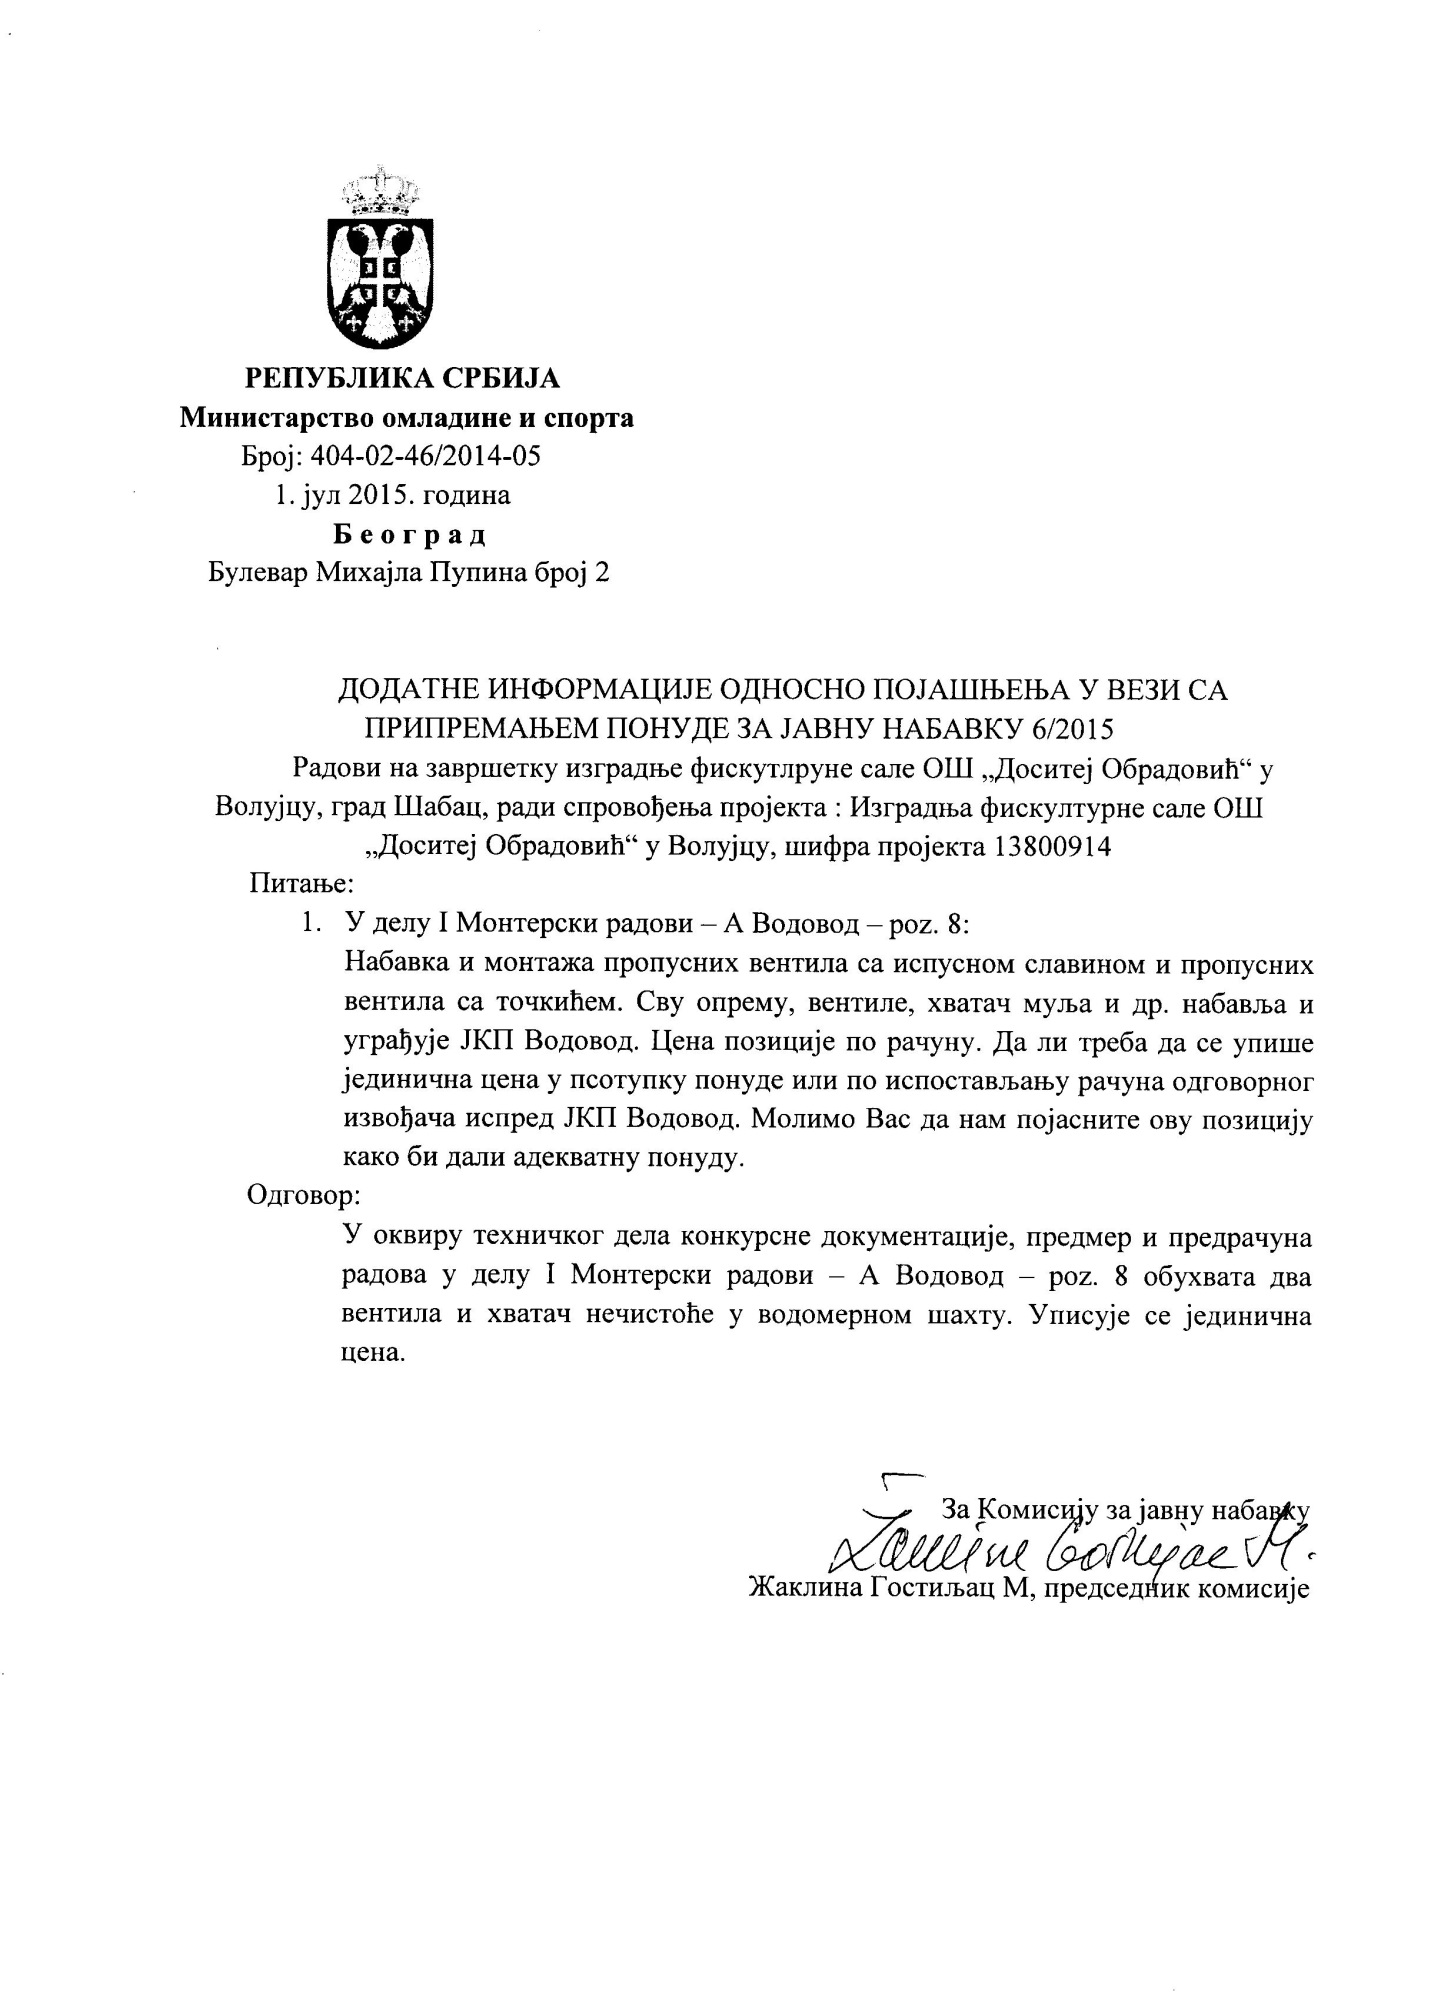 РЕПУБЛИКА СРБИЈА
Министарство омладине и спорта
Број: 404-02-46/2014-05
1. јул 2015. година
Б е о г р а д
Булевар Михајла Пупина број 2
ДОДАТНЕ ИНФОРМАЦИЈЕ ОДНОСНО ПОЈАШЊЕЊА У ВЕЗИ СА
ПРИПРЕМАЊЕМ ПОНУДЕ ЗА ЈАВНУ НАБАВКУ 6/2015
Радови на завршетку изградње фискутлруне сале ОШ „Доситеј Обрадовић“ у
Волујцу, град Шабац, ради спровођења пројекта : Изградња фискултурне сале ОШ
„Доситеј Обрадовић“ у Волујцу, шифра пројекта 13800914
Питање:
1. У делу I Монтерски радови – А Водовод – poz. 8:
Набавка и монтажа пропусних вентила са испусном славином и пропусних
вентила са точкићем. Сву опрему, вентиле, хватач муља и др. набавља и
уграђује ЈКП Водовод. Цена позиције по рачуну. Да ли треба да се упише
јединична цена у псотупку понуде или по испостављању рачуна одговорног
извођача испред ЈКП Водовод. Молимо Вас да нам појасните ову позицију
како би дали адекватну понуду.
Одговор:
У оквиру техничког дела конкурсне документације, предмер и предрачуна
радова у делу I Монтерски радови – А Водовод – poz. 8 обухвата два
вентила и хватач нечистоће у водомерном шахту. Уписује се јединична
цена.
За Комисију за јавну набавку
Жаклина Гостиљац М, председник комисије